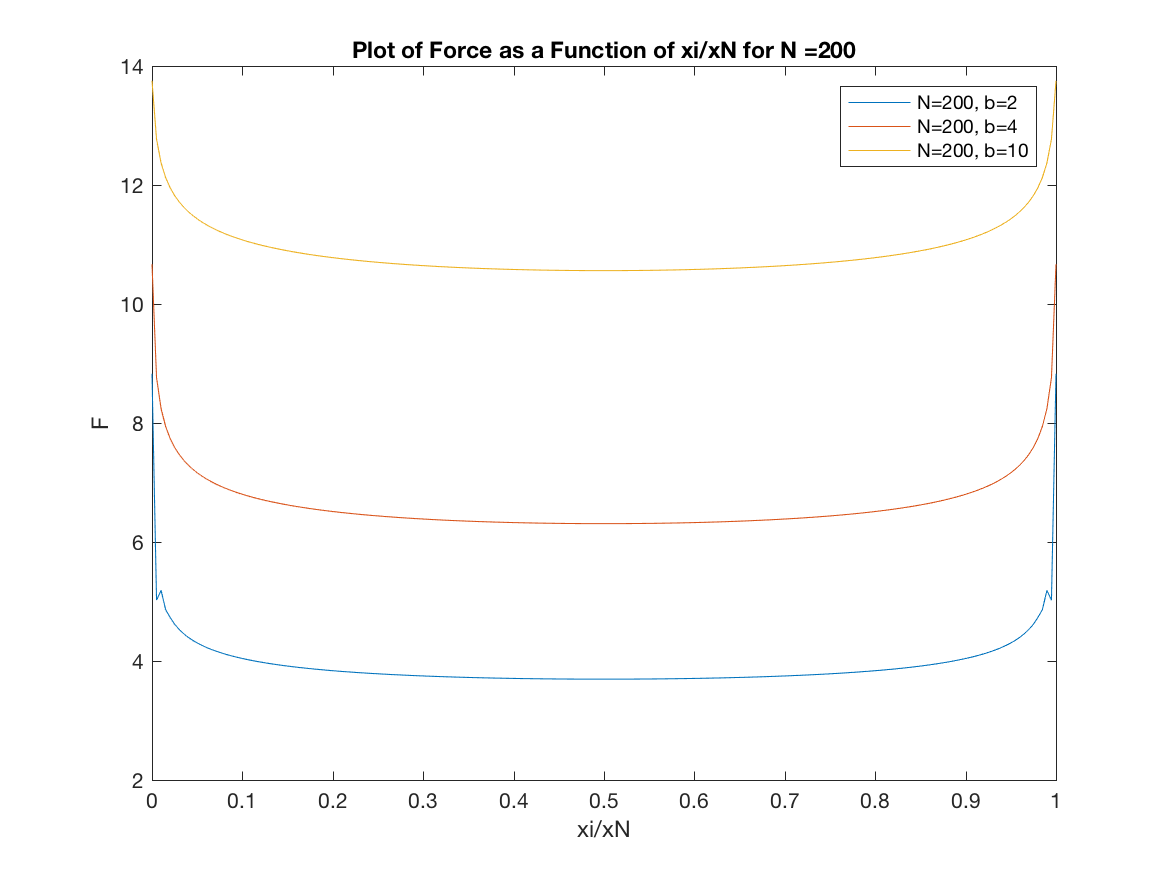 Plot of Force as a Function of xi/xN for N =200
14
12
10
8
6
4
2
F
N=200, b=2
N=200, b=4
N=200, b=10
0 0.1 0.2 0.3 0.4 0.5 0.6 0.7 0.8 0.9 1
xi/xN